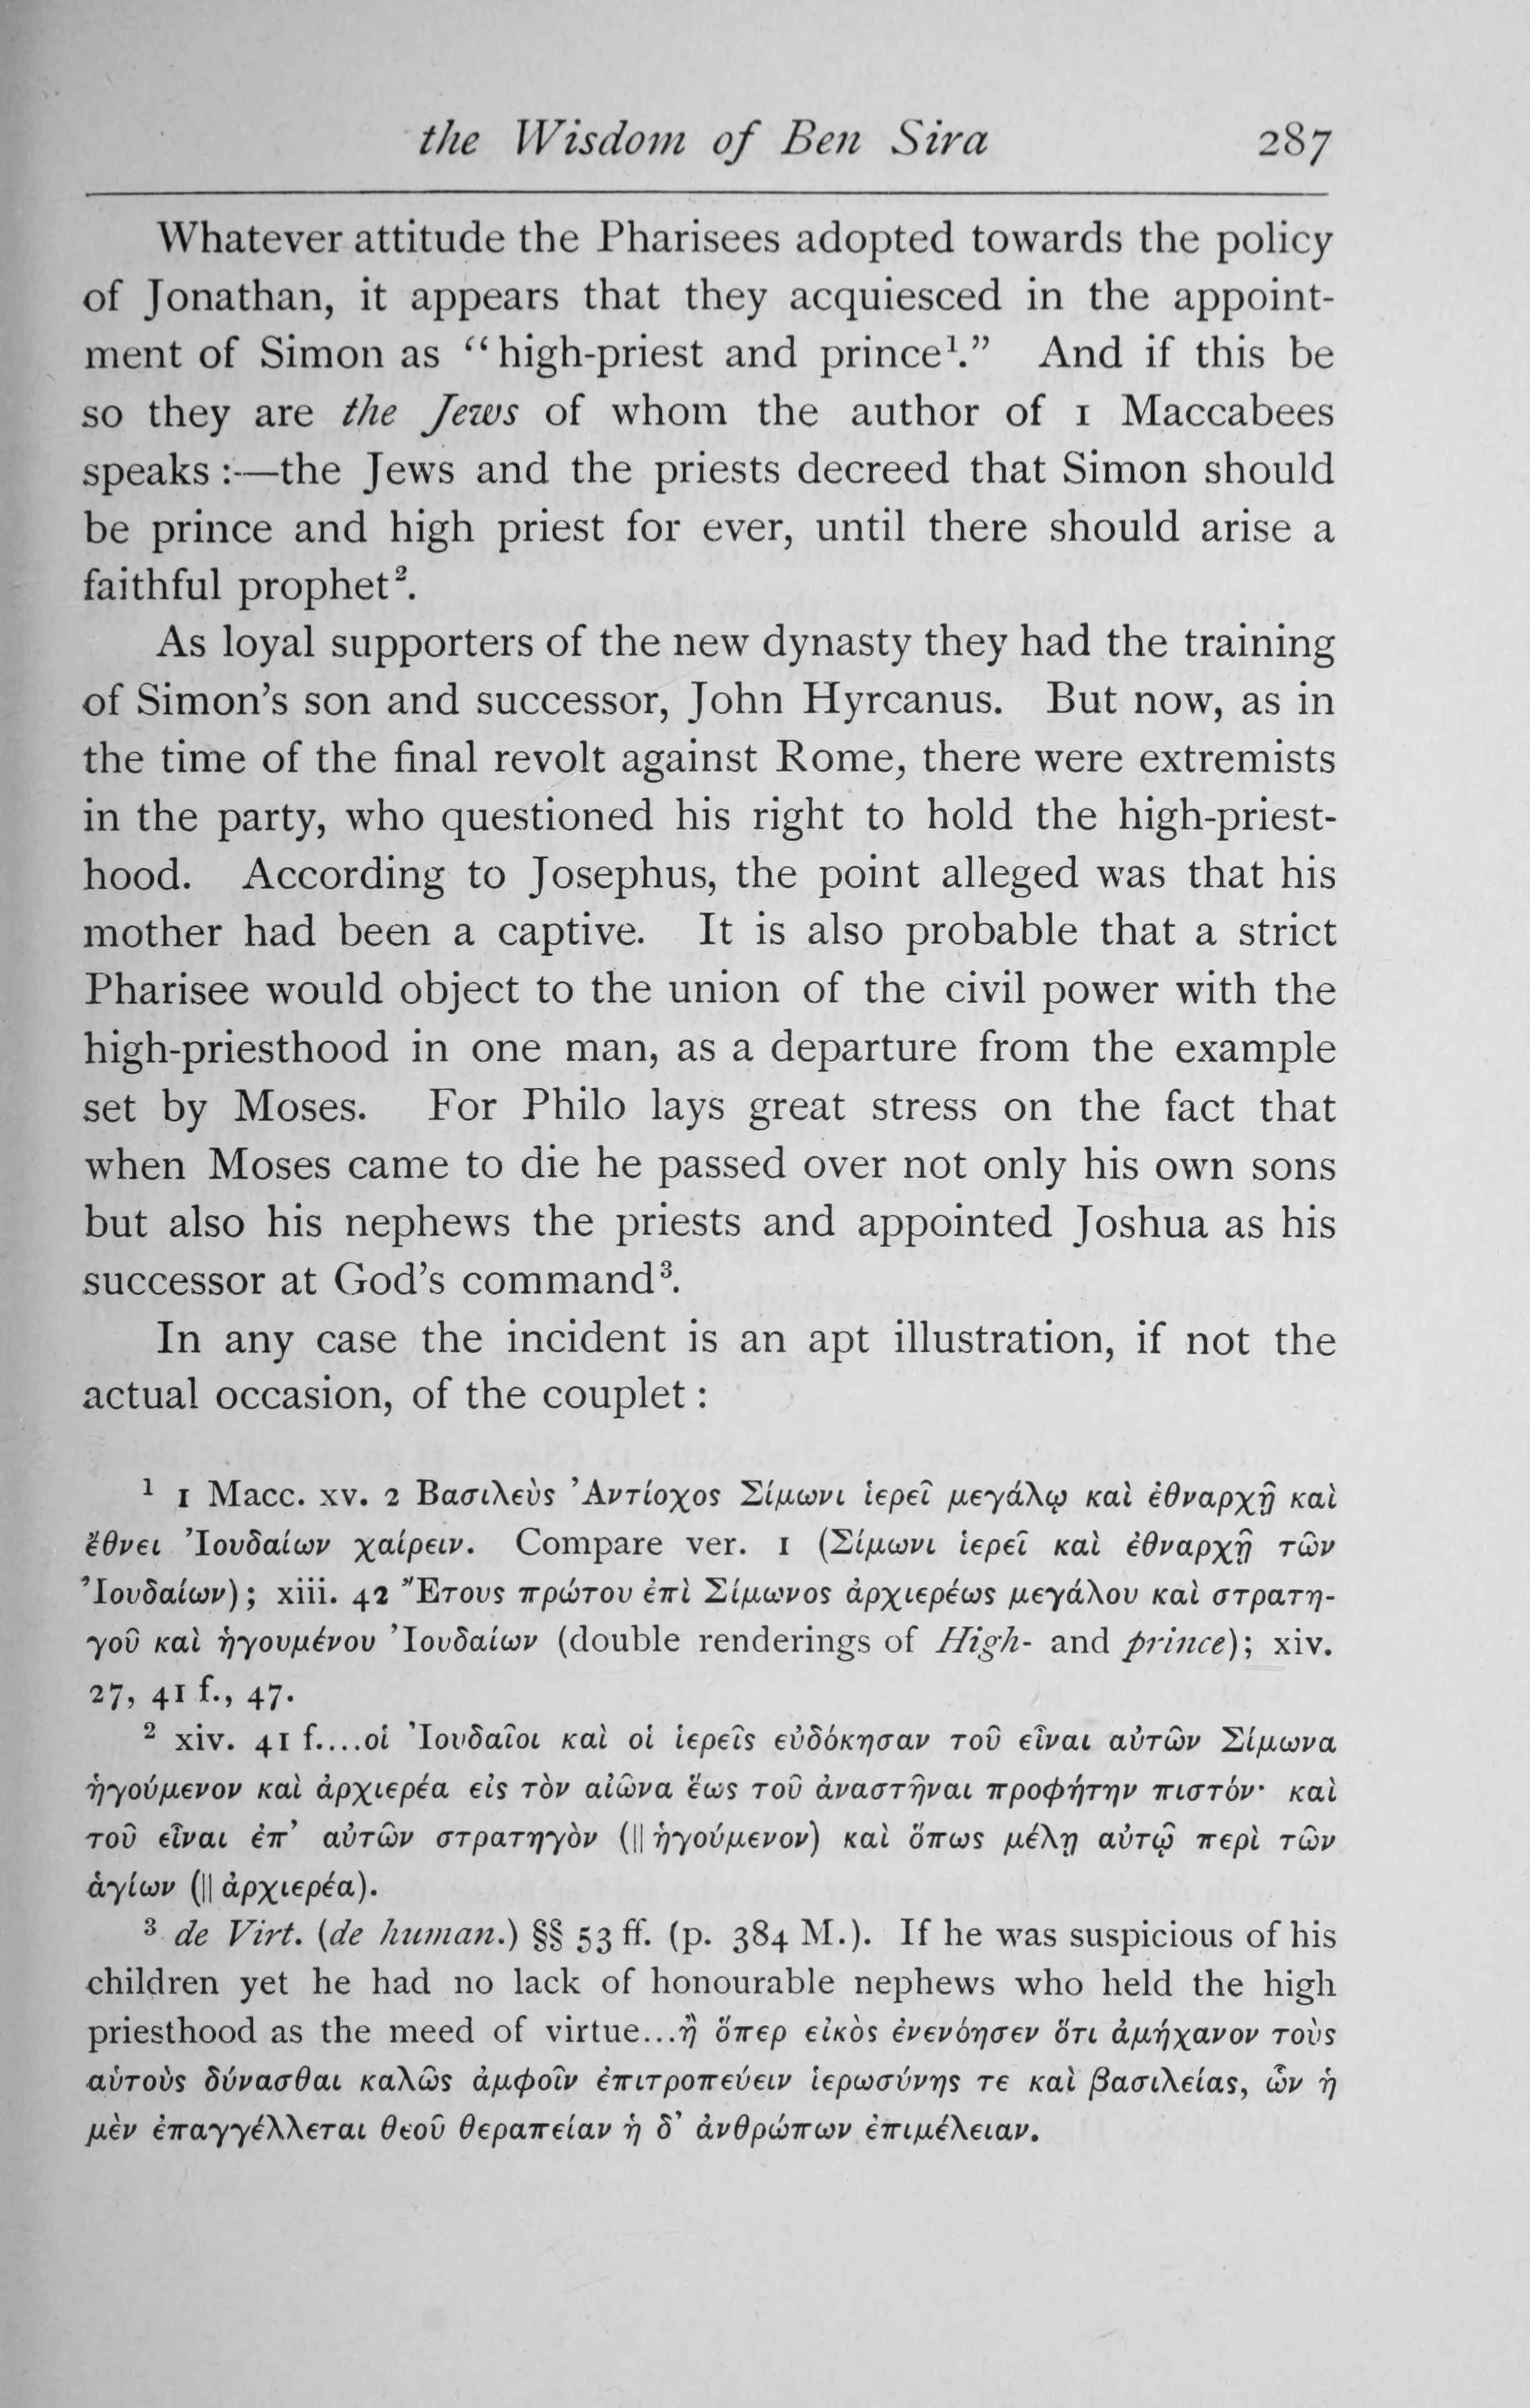 the Wisdom of Ben Sira 287
Whatever attitude the Pharisees adopted towards the policy
of Jonathan, it appears that they acquiesced in the appoint-
ment of Simon as “high-priest and prince¹.” And if this be
so they are the Jews of whom the author of 1 Maccabees
speaks :—the Jews and the priests decreed that Simon should
be prince and high priest for ever, until there should arise a
faithful prophet².
As loyal supporters of the new dynasty they had the training
of Simon’s son and successor, John Hyrcanus. But now, as in
the time of the final revolt against Rome, there were extremists
in the party, who questioned his right to hold the high-priest-
hood. According to Josephus, the point alleged was that his
mother had been a captive. It is also probable that a strict
Pharisee would object to the union of the civil power with the
high-priesthood in one man, as a departure from the example
set by Moses. For Philo lays great stress on the fact that
when Moses came to die he passed over not only his own sons
but also his nephews the priests and appointed Joshua as his
successor at God’s command³.
In any case the incident is an apt illustration, if not the
actual occasion, of the couplet :
¹ 1 Macc. xv. 2 Βασιλεὺς Ἀντίοχος Σίμωνι ἱερεῖ μεγάλῳ καὶ ἐθναρχῇ καὶ
ἔθνει Ἰουδαίων χαίρειν. Compare ver. 1 (Σίμωνι ἱερεῖ καὶ ἐθναρχῇ τῶν
Ἰουδαίων); xiii. 42 Ἔτους πρώτου ἐπὶ Σίμωνος ἀρχιερέως μεγάλου καὶ στρατη-
γοῦ καὶ ἡγουμένου Ἰουδαίων (double renderings of High- and prince); xiv.
27, 41 f., 47.
² xiv. 41 f....οἱ Ἰουδαῖοι καὶ οἱ ἱερεῖς εὐδόκησαν τοῦ εἶναι αὐτῶν Σίμωνα
ἡγούμενον καὶ ἀρχιερέα εἰς τὸν αἰῶνα ἕως τοῦ ἀναστῆναι προφήτην πιστόν· καὶ
τοῦ εἶναι ἐπ’ αὐτῶν στρατηγὸν (|| ἡγούμενον) καὶ ὅπως μέλῃ αὐτῷ περὶ τῶν
ἁγίων (|| ἀρχιερέα).
³ de Virt. (de human.) §§ 53 ff. (p. 384 M.). If he was suspicious of his
children yet he had no lack of honourable nephews who held the high
priesthood as the meed of virtue...ἢ ὅπερ εἰκὸς ἐνενόησεν ὅτι ἀμήχανον τοὺς
αὐτοὺς δύνασθαι καλῶς ἀμφοῖν ἐπιτροπεύειν ἱερωσύνης τε καὶ βασιλείας, ὧν ἡ
μὲν ἐπαγγέλλεται θεοῦ θεραπείαν ἡ δ’ ἀνθρώπων ἐπιμέλειαν.